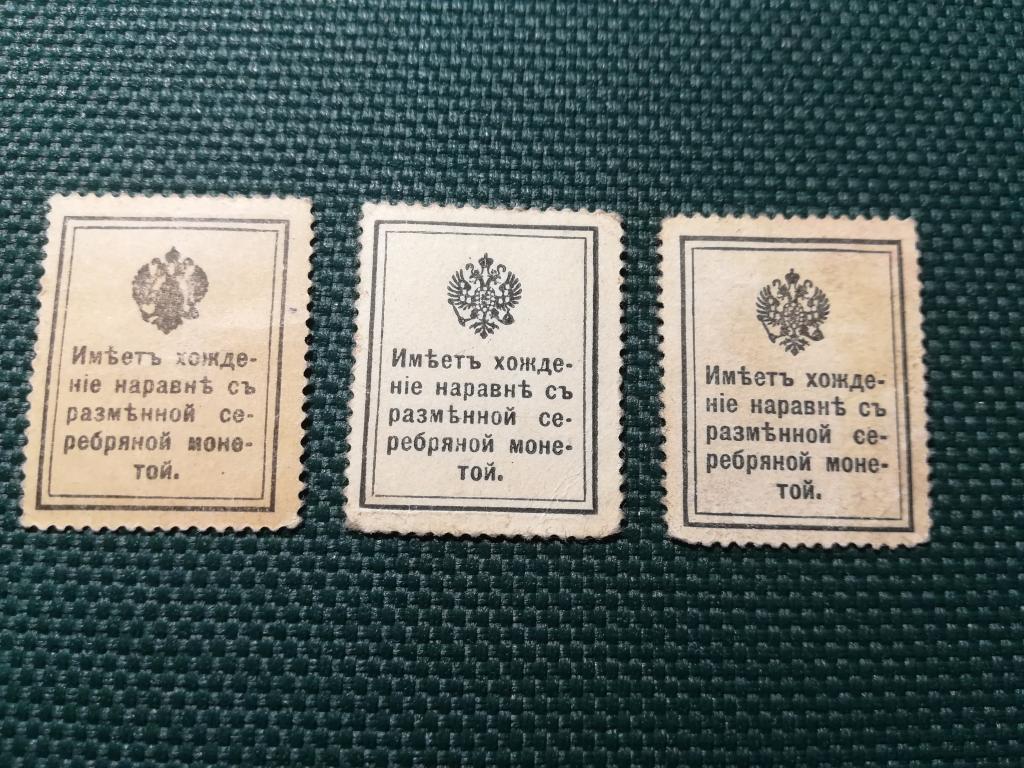 Имѣетъ хожде-
ніе наравнѣ съ
размѣнной се-
ребряной моне-
той.
Имѣетъ хожде-
ніе наравнѣ съ
размѣнной се-
ребряной моне-
той.
Имѣетъ хожде-
ніе наравнѣ съ
размѣнной се-
ребряной моне-
той.